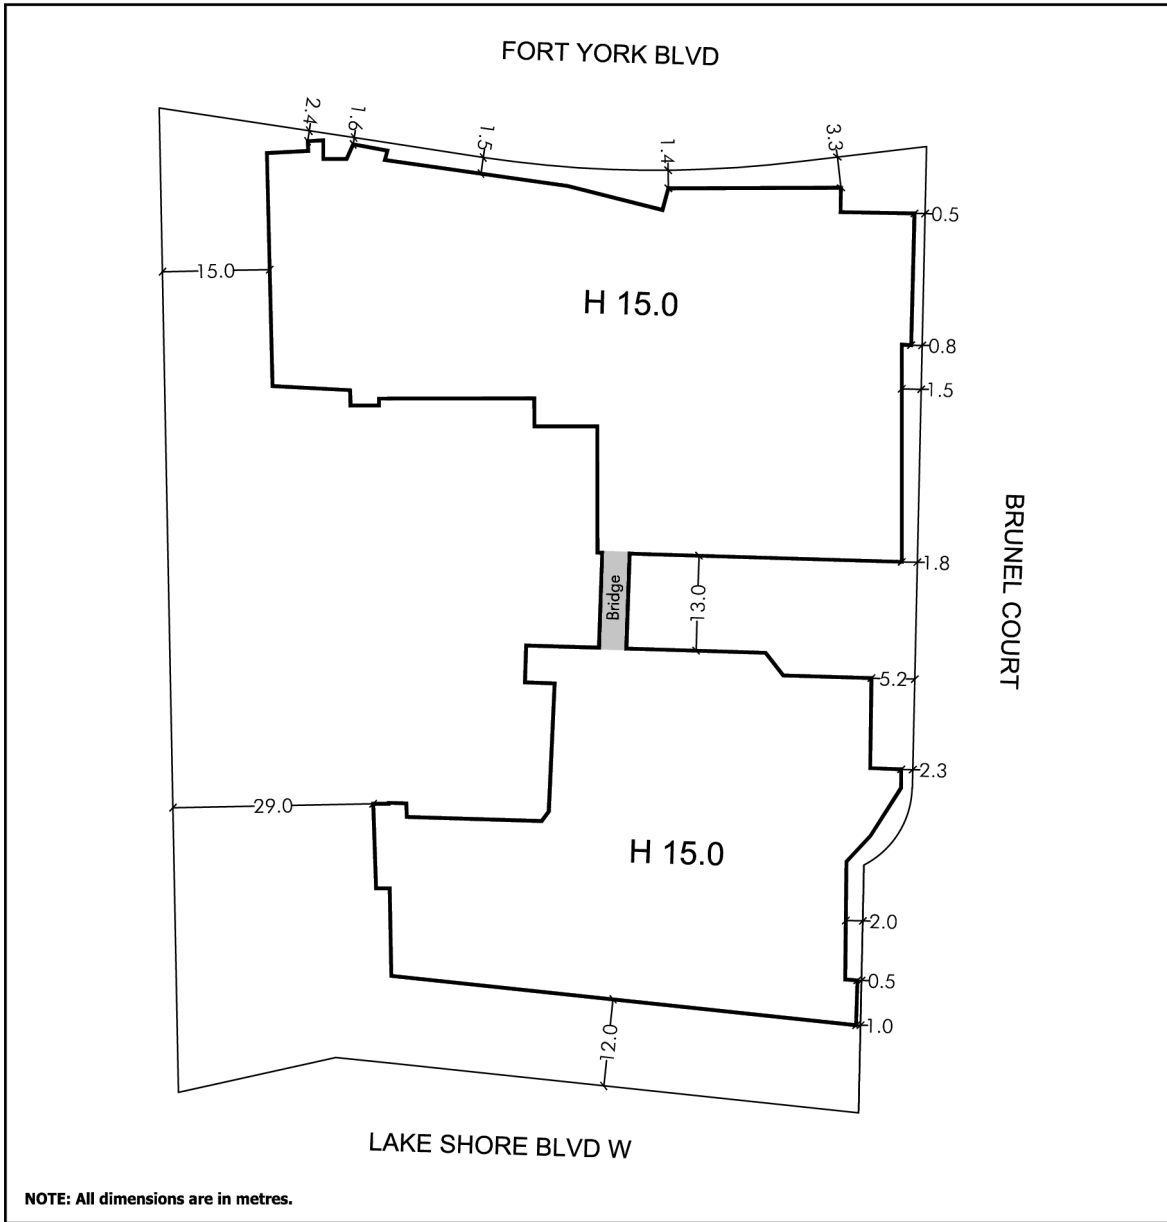 FORT YORK BLVD
2.4
1.6
1.5
1.4
3.3
0.5
15.0
H 15.0
0.8
1.5
BRUNEL COURT
1.8
Bridge
13.0
5.2
2.3
29.0
H 15.0
2.0
0.5
1.0
12.0
LAKE SHORE BLVD W
NOTE: All dimensions are in metres.